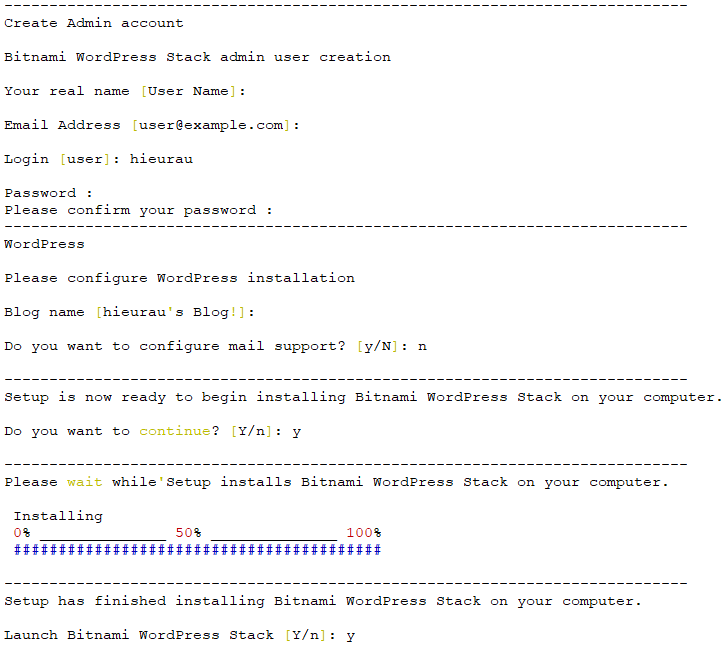 ----------------------------------------------------------------------------
Create Admin account
Bitnami WordPress Stack admin user creation
Your real name [User Name]:
Email Address [user@example.com]:
Login [user]: hieurau
Password :
Please confirm your password :
----------------------------------------------------------------------------
WordPress
Please configure WordPress installation
Blog name [hieurau's Blog!]:
Do you want to configure mail support? [y/N]: n
----------------------------------------------------------------------------
Setup is now ready to begin installing Bitnami WordPress Stack on your computer.
Do you want to continue? [Y/n]: y
----------------------------------------------------------------------------
Please wait while'Setup installs Bitnami WordPress Stack on your computer.
Installing
0% ______________ 50% ______________ 100%
#########################################
----------------------------------------------------------------------------
Setup has finished installing Bitnami WordPress Stack on your computer.
Launch Bitnami WordPress Stack [Y/n]: y